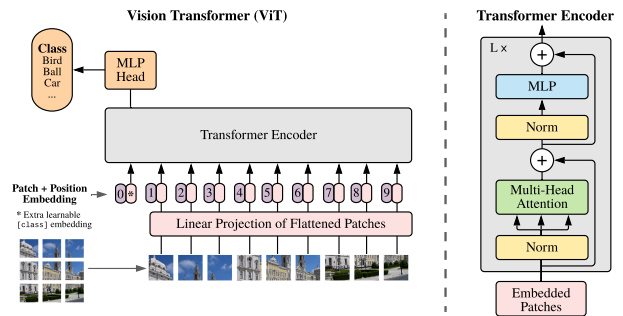 Vision Transformer (ViT)
Class
Bird
Ball
Car
...
MLP
Head
Transformer Encoder
Patch + Position
Embedding
0 * 1 2 3 4 5 6 7 8 9
* Extra learnable
[class] embedding
Linear Projection of Flattened Patches
Transformer Encoder
L x
+
MLP
Norm
+
Multi-Head
Attention
Norm
Embedded
Patches